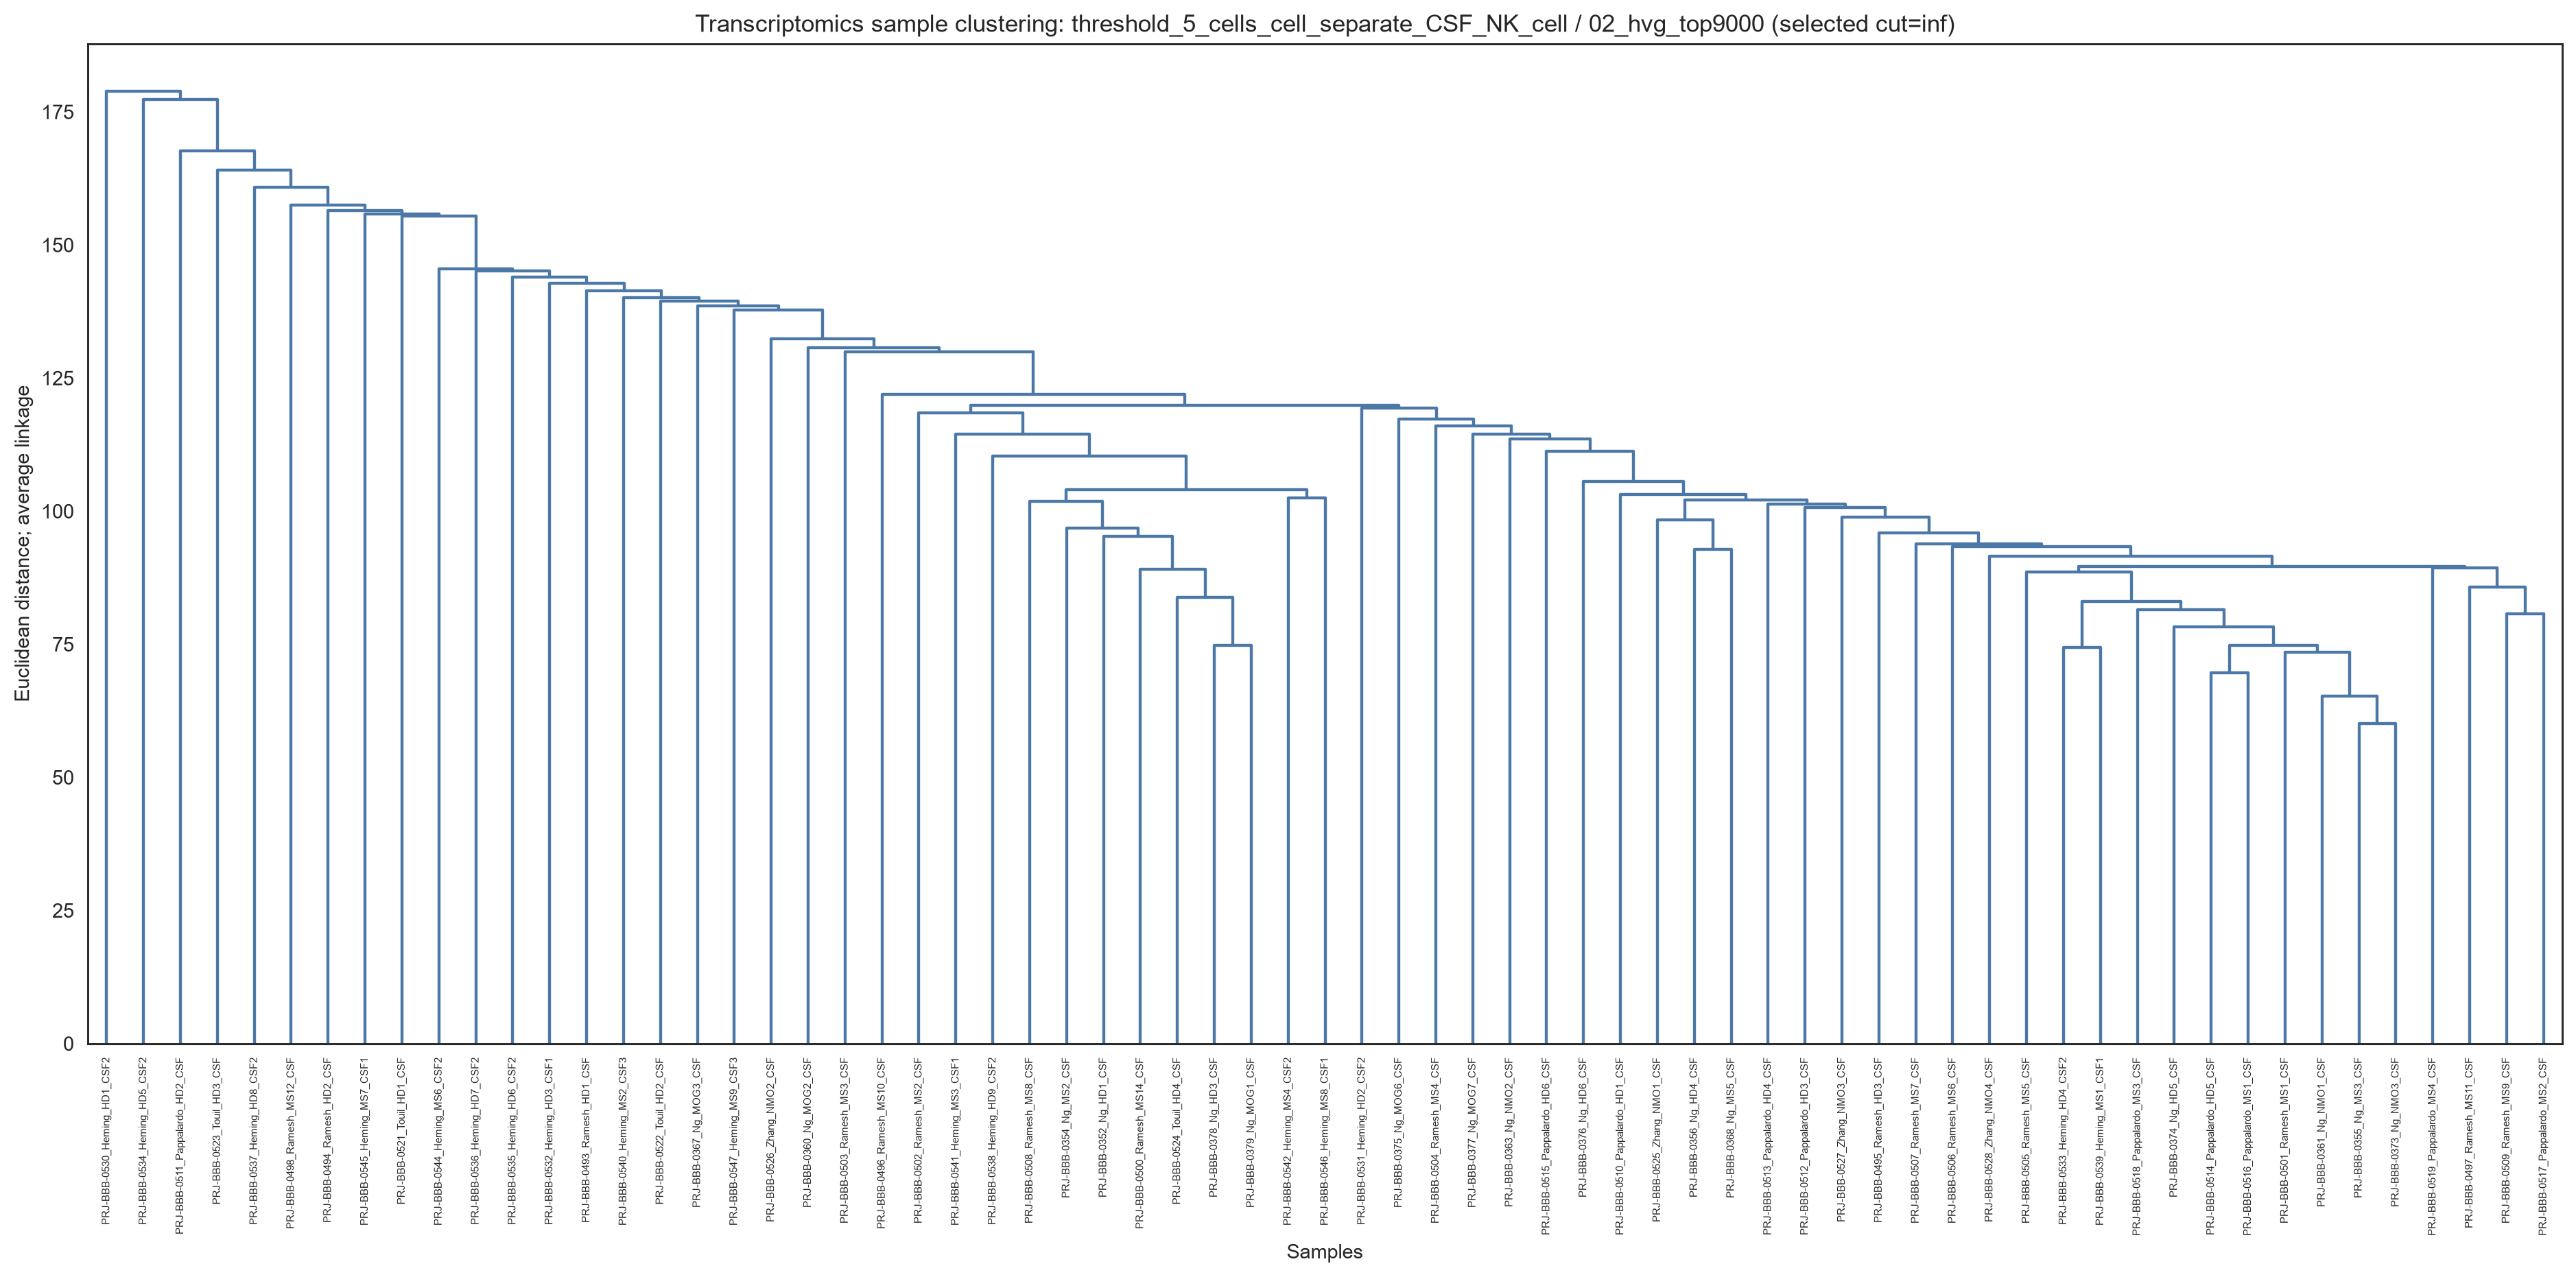 Transcriptomics sample clustering: threshold_5_cells_cell_separate_CSF_NK_cell / 02_hvg_top9000 (selected cut=inf)
Euclidean distance; average linkage
175
150
125
100
75
50
25
0
PRJ-BBB-0530_Heming_HD1_CSF2
PRJ-BBB-0534_Heming_HD5_CSF2
PRJ-BBB-0511_Pappalardo_HD2_CSF
PRJ-BBB-0523_Touil_HD3_CSF
PRJ-BBB-0537_Heming_HD8_CSF2
PRJ-BBB-0498_Ramesh_MS12_CSF
PRJ-BBB-0494_Ramesh_HD2_CSF
PRJ-BBB-0545_Heming_MS7_CSF1
PRJ-BBB-0521_Touil_HD1_CSF
PRJ-BBB-0544_Heming_MS6_CSF2
PRJ-BBB-0536_Heming_HD7_CSF2
PRJ-BBB-0535_Heming_HD6_CSF2
PRJ-BBB-0532_Heming_HD3_CSF1
PRJ-BBB-0493_Ramesh_HD1_CSF
PRJ-BBB-0540_Heming_MS2_CSF3
PRJ-BBB-0522_Touil_HD2_CSF
PRJ-BBB-0367_Ng_MOG3_CSF
PRJ-BBB-0547_Heming_MS9_CSF3
PRJ-BBB-0526_Zhang_NMO2_CSF
PRJ-BBB-0360_Ng_MOG2_CSF
PRJ-BBB-0503_Ramesh_MS3_CSF
PRJ-BBB-0496_Ramesh_MS10_CSF
PRJ-BBB-0502_Ramesh_MS2_CSF
PRJ-BBB-0541_Heming_MS3_CSF1
PRJ-BBB-0538_Heming_HD9_CSF2
PRJ-BBB-0508_Ramesh_MS8_CSF
PRJ-BBB-0354_Ng_MS2_CSF
PRJ-BBB-0352_Ng_HD1_CSF
PRJ-BBB-0500_Ramesh_MS14_CSF
PRJ-BBB-0524_Touil_HD4_CSF
PRJ-BBB-0378_Ng_HD3_CSF
PRJ-BBB-0379_Ng_MOG1_CSF
PRJ-BBB-0542_Heming_MS4_CSF2
PRJ-BBB-0546_Heming_MS8_CSF1
PRJ-BBB-0531_Heming_HD2_CSF2
PRJ-BBB-0375_Ng_MOG6_CSF
PRJ-BBB-0504_Ramesh_MS4_CSF
PRJ-BBB-0377_Ng_MOG7_CSF
PRJ-BBB-0363_Ng_NMO2_CSF
PRJ-BBB-0515_Pappalardo_HD6_CSF
PRJ-BBB-0376_Ng_HD6_CSF
PRJ-BBB-0510_Pappalardo_HD1_CSF
PRJ-BBB-0525_Zhang_NMO1_CSF
PRJ-BBB-0356_Ng_HD4_CSF
PRJ-BBB-0368_Ng_MS5_CSF
PRJ-BBB-0513_Pappalardo_HD4_CSF
PRJ-BBB-0512_Pappalardo_HD3_CSF
PRJ-BBB-0527_Zhang_NMO3_CSF
PRJ-BBB-0495_Ramesh_HD3_CSF
PRJ-BBB-0507_Ramesh_MS7_CSF
PRJ-BBB-0506_Ramesh_MS6_CSF
PRJ-BBB-0528_Zhang_NMO4_CSF
PRJ-BBB-0505_Ramesh_MS5_CSF
PRJ-BBB-0533_Heming_HD4_CSF2
PRJ-BBB-0539_Heming_MS1_CSF1
PRJ-BBB-0518_Pappalardo_MS3_CSF
PRJ-BBB-0374_Ng_HD5_CSF
PRJ-BBB-0514_Pappalardo_HD5_CSF
PRJ-BBB-0516_Pappalardo_MS1_CSF
PRJ-BBB-0501_Ramesh_MS1_CSF
PRJ-BBB-0361_Ng_NMO1_CSF
PRJ-BBB-0355_Ng_MS3_CSF
PRJ-BBB-0373_Ng_NMO3_CSF
PRJ-BBB-0519_Pappalardo_MS4_CSF
PRJ-BBB-0497_Ramesh_MS11_CSF
PRJ-BBB-0509_Ramesh_MS9_CSF
PRJ-BBB-0517_Pappalardo_MS2_CSF
Samples